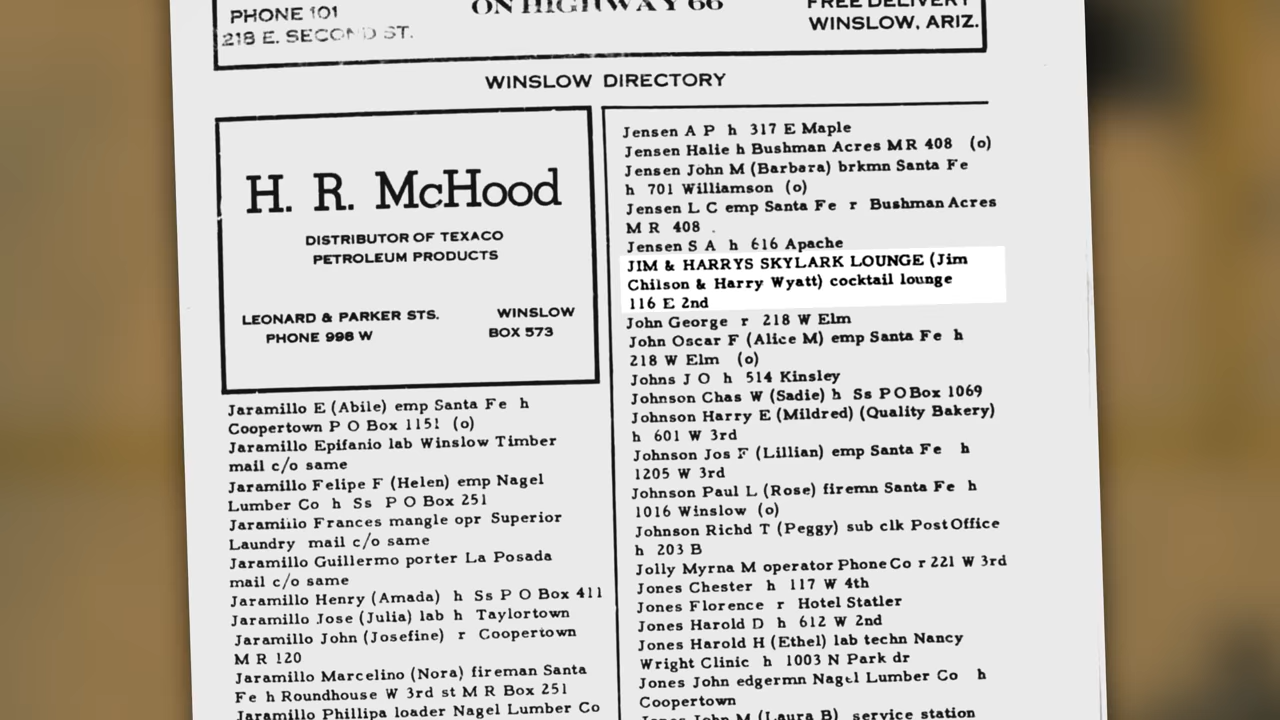 PHONE 101
218 E. SECOND ST.
ON HIGHWAY 66
FREE DELIVERY
WINSLOW, ARIZ.
WINSLOW DIRECTORY
H. R. McHood
DISTRIBUTOR OF TEXACO
PETROLEUM PRODUCTS
LEONARD & PARKER STS. WINSLOW
PHONE 998 W BOX 573
Jaramillo E (Abile) emp Santa Fe h
Coopertown P O Box 1151 (o)
Jaramillo Epifanio lab Winslow Timber
mail c/o same
Jaramillo Felipe F (Helen) emp Nagel
Lumber Co h Ss P O Box 251
Jaramillo Frances mangle opr Superior
Laundry mail c/o same
Jaramillo Guillermo porter La Posada
mail c/o same
Jaramillo Henry (Amada) h Ss P O Box 411
Jaramillo Jose (Julia) lab h Taylortown
Jaramillo John (Josefine) r Coopertown
M R 120
Jaramillo Marcelino (Nora) fireman Santa
Fe h Roundhouse W 3rd st M R Box 251
Jaramillo Phillipa loader Nagel Lumber Co
Jensen A P h 317 E Maple
Jensen Halie h Bushman Acres M R 408 (o)
Jensen John M (Barbara) brkmn Santa Fe
h 701 Williamson (o)
Jensen L C emp Santa Fe r Bushman Acres
M R 408 .
Jensen S A h 616 Apache
JIM & HARRYS SKYLARK LOUNGE (Jim
Chilson & Harry Wyatt) cocktail lounge
116 E 2nd
John George r 218 W Elm
John Oscar F (Alice M) emp Santa Fe h
218 W Elm (o)
Johns J O h 514 Kinsley
Johnson Chas W (Sadie) h Ss P O Box 1069
Johnson Harry E (Mildred) (Quality Bakery)
h 601 W 3rd
Johnson Jos F (Lillian) emp Santa Fe h
1205 W 3rd
Johnson Paul L (Rose) firemn Santa Fe h
1016 Winslow (o)
Johnson Richd T (Peggy) sub clk Post Office
h 203 B
Jolly Myrna M operator Phone Co r 221 W 3rd
Jones Chester h 117 W 4th
Jones Florence r Hotel Statler
Jones Harold D h 612 W 2nd
Jones Harold H (Ethel) lab techn Nancy
Wright Clinic h 1003 N Park dr
Jones John edgermn Nagel Lumber Co h
Coopertown
Jones John M (Laura B) service station